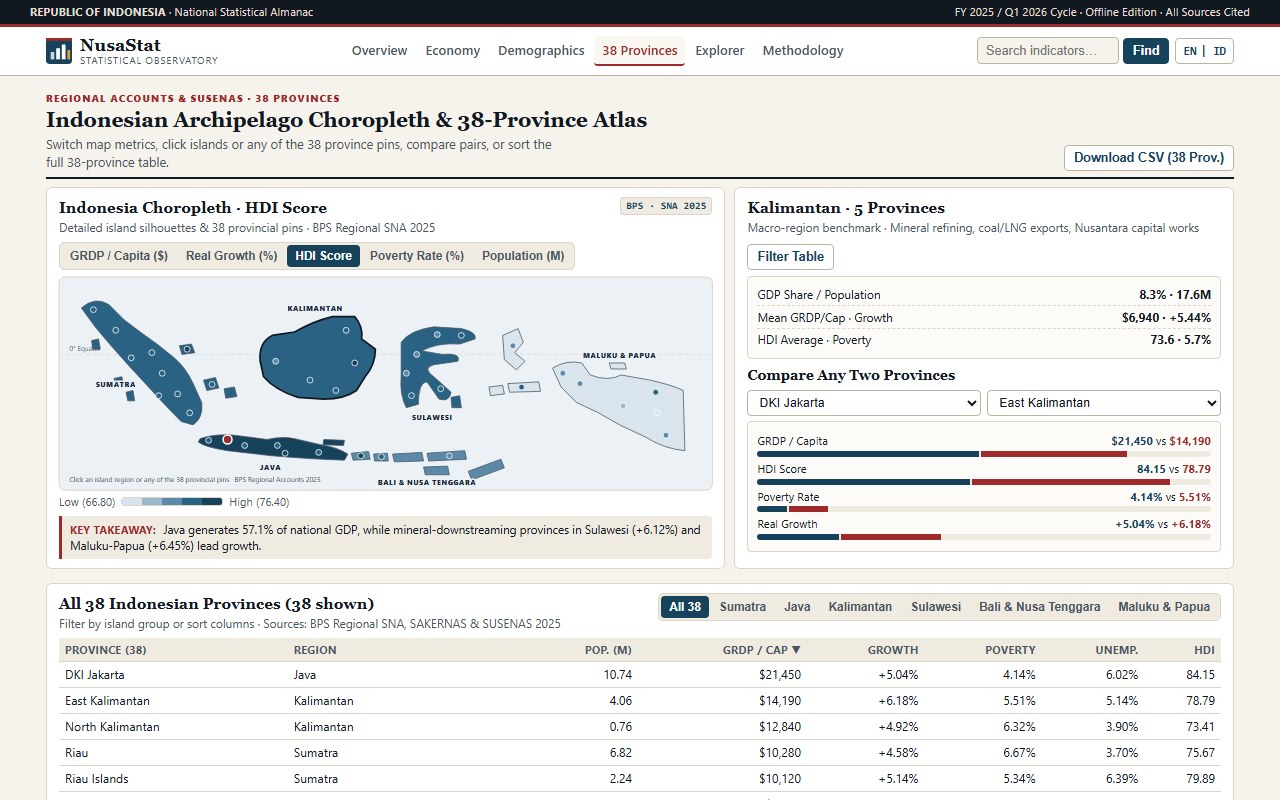 REPUBLIC OF INDONESIA · National Statistical Almanac
FY 2025 / Q1 2026 Cycle · Offline Edition · All Sources Cited
NusaStat
STATISTICAL OBSERVATORY
Overview Economy Demographics 38 Provinces Explorer Methodology
Search indicators... Find EN | ID
REGIONAL ACCOUNTS & SUSENAS · 38 PROVINCES
Indonesian Archipelago Choropleth & 38-Province Atlas
Switch map metrics, click islands or any of the 38 province pins, compare pairs, or sort the
full 38-province table.
Download CSV (38 Prov.)
Indonesia Choropleth · HDI Score
BPS · SNA 2025
Detailed island silhouettes & 38 provincial pins · BPS Regional SNA 2025
GRDP / Capita ($) Real Growth (%) HDI Score Poverty Rate (%) Population (M)
KALIMANTAN
0° Equa
MALUKU & PAPUA
SUMATRA
SULAWESI
JAVA
Click an island region or any of the 38 provincial pins · BPS Regional Accounts 2025
BALI & NUSA TENGGARA
Low (66.80) High (76.40)
KEY TAKEAWAY: Java generates 57.1% of national GDP, while mineral-downstreaming provinces in Sulawesi (+6.12%) and
Maluku-Papua (+6.45%) lead growth.
Kalimantan · 5 Provinces
Macro-region benchmark · Mineral refining, coal/LNG exports, Nusantara capital works
Filter Table
GDP Share / Population 8.3% · 17.6M
Mean GRDP/Cap · Growth $6,940 · +5.44%
HDI Average · Poverty 73.6 · 5.7%
Compare Any Two Provinces
DKI Jakarta East Kalimantan
GRDP / Capita $21,450 vs $14,190
HDI Score 84.15 vs 78.79
Poverty Rate 4.14% vs 5.51%
Real Growth +5.04% vs +6.18%
All 38 Indonesian Provinces (38 shown)
Filter by island group or sort columns · Sources: BPS Regional SNA, SAKERNAS & SUSENAS 2025
All 38 Sumatra Java Kalimantan Sulawesi Bali & Nusa Tenggara Maluku & Papua
PROVINCE (38) REGION POP. (M) GRDP / CAP ▼ GROWTH POVERTY UNEMP. HDI
DKI Jakarta Java 10.74 $21,450 +5.04% 4.14% 6.02% 84.15
East Kalimantan Kalimantan 4.06 $14,190 +6.18% 5.51% 5.14% 78.79
North Kalimantan Kalimantan 0.76 $12,840 +4.92% 6.32% 3.90% 73.41
Riau Sumatra 6.82 $10,280 +4.58% 6.67% 3.70% 75.67
Riau Islands Sumatra 2.24 $10,120 +5.14% 5.34% 6.39% 79.89